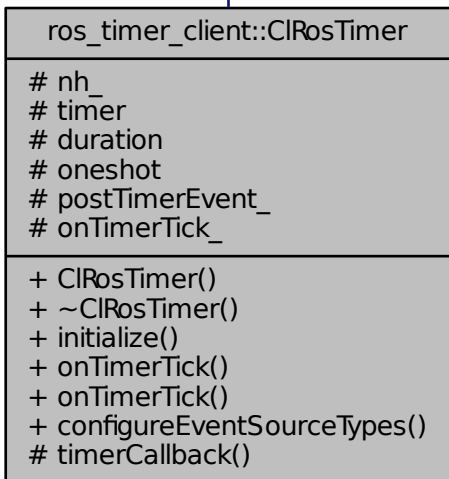 ros_timer_client::ClRosTimer
# nh_
# timer
# duration
# oneshot
# postTimerEvent_
# onTimerTick_
+ ClRosTimer()
+ ~ClRosTimer()
+ initialize()
+ onTimerTick()
+ onTimerTick()
+ configureEventSourceTypes()
# timerCallback()